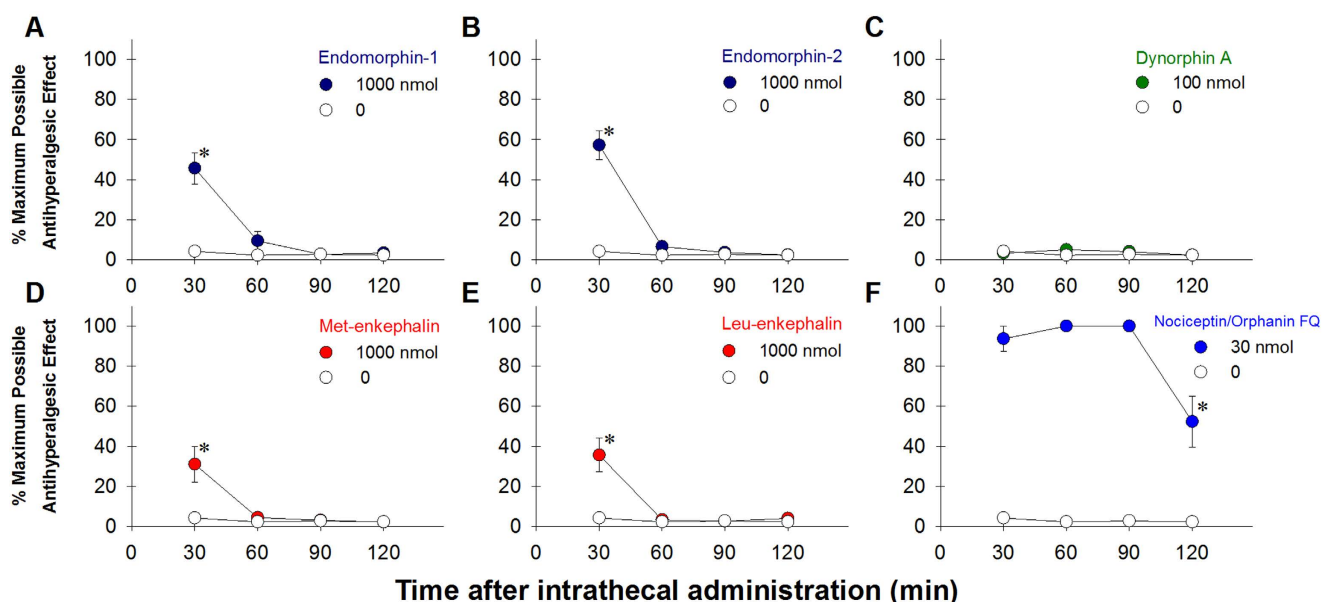 A
% Maximum Possible
Antihyperalgesic Effect
100
80
60
40
20
0
Endomorphin-1
1000 nmol
0
*
0 30 60 90 120
B
100
80
60
40
20
0
Endomorphin-2
1000 nmol
0
*
0 30 60 90 120
C
100
80
60
40
20
0
Dynorphin A
100 nmol
0
0 30 60 90 120
D
% Maximum Possible
Antihyperalgesic Effect
100
80
60
40
20
0
Met-enkephalin
1000 nmol
0
*
0 30 60 90 120
E
100
80
60
40
20
0
Leu-enkephalin
1000 nmol
0
*
0 30 60 90 120
F
100
80
60
40
20
0
Nociceptin/Orphanin FQ
30 nmol
0
*
0 30 60 90 120
Time after intrathecal administration (min)